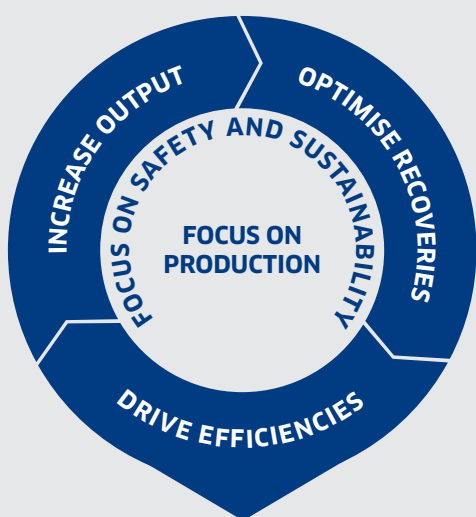 INCREASE OUTPUT
OPTIMISE RECOVERIES
DRIVE EFFICIENCIES
FOCUS ON SAFETY AND SUSTAINABILITY
FOCUS ON
PRODUCTION